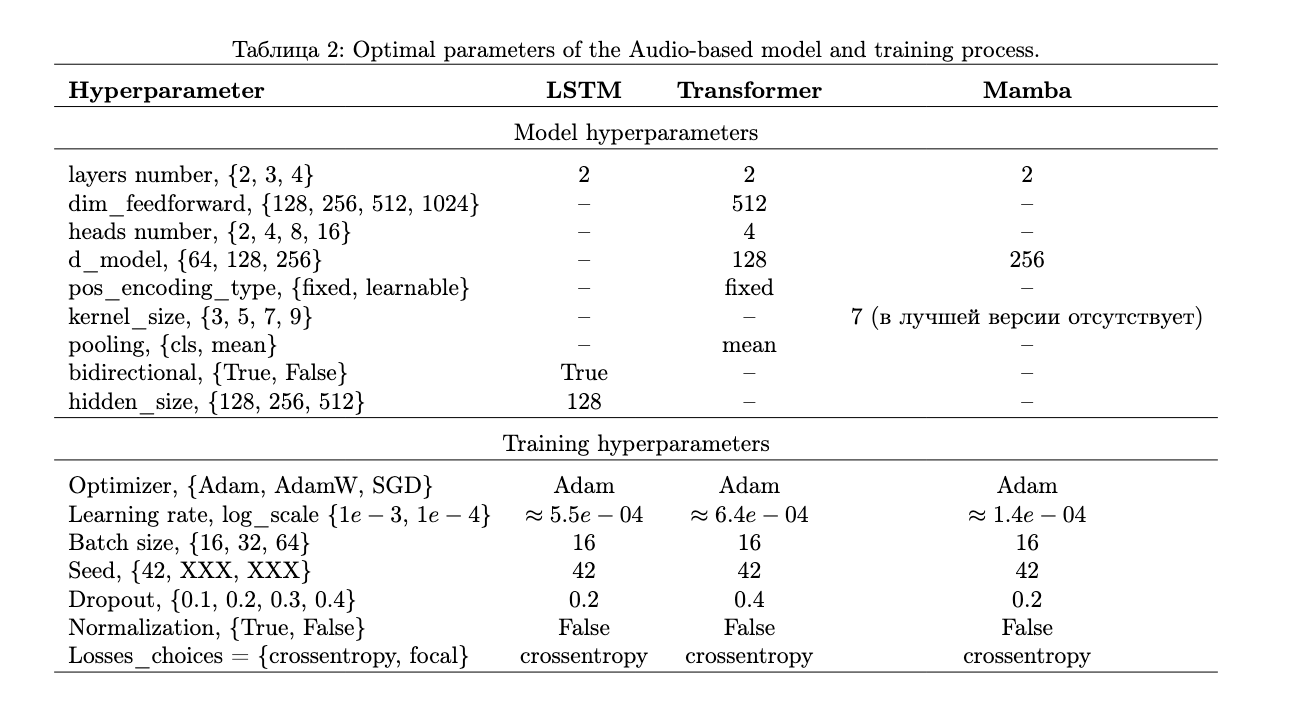 Таблица 2: Optimal parameters of the Audio-based model and training process.
Hyperparameter LSTM Transformer Mamba
Model hyperparameters
layers number, {2, 3, 4} 2 2 2
dim_feedforward, {128, 256, 512, 1024} – 512 –
heads number, {2, 4, 8, 16} – 4 –
d_model, {64, 128, 256} – 128 256
pos_encoding_type, {fixed, learnable} – fixed –
kernel_size, {3, 5, 7, 9} – – 7 (в лучшей версии отсутствует)
pooling, {cls, mean} – mean –
bidirectional, {True, False} True – –
hidden_size, {128, 256, 512} 128 – –
Training hyperparameters
Optimizer, {Adam, AdamW, SGD} Adam Adam Adam
Learning rate, log_scale {1e − 3, 1e − 4} ≈ 5.5e − 04 ≈ 6.4e − 04 ≈ 1.4e − 04
Batch size, {16, 32, 64} 16 16 16
Seed, {42, XXX, XXX} 42 42 42
Dropout, {0.1, 0.2, 0.3, 0.4} 0.2 0.4 0.2
Normalization, {True, False} False False False
Losses_choices = {crossentropy, focal} crossentropy crossentropy crossentropy